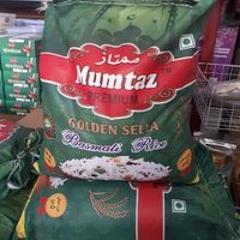 ممتاز
Mumtaz
PREMIUM
GOLDEN SELLA
Basmati Rice